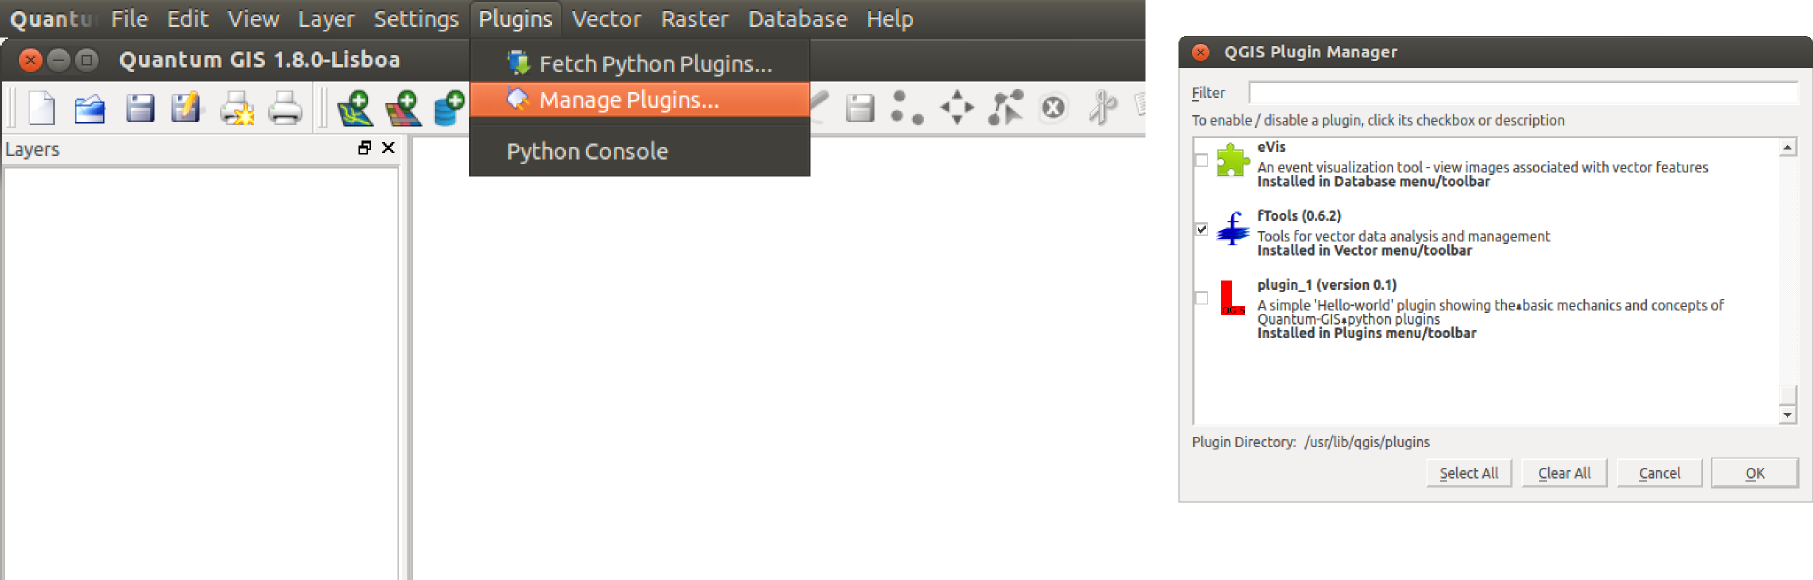 Quantu File Edit View Layer Settings Plugins Vector Raster Database Help
Quantum GIS 1.8.0-Lisboa
Fetch Python Plugins...
Manage Plugins...
Python Console
Layers
QGIS Plugin Manager
Filter
To enable / disable a plugin, click its checkbox or description
eVis
An event visualization tool - view images associated with vector features
Installed in Database menu/toolbar
fTools (0.6.2)
Tools for vector data analysis and management
Installed in Vector menu/toolbar
plugin_1 (version 0.1)
A simple 'Hello-world' plugin showing the▴basic mechanics and concepts of
Quantum-GIS▴python plugins
Installed in Plugins menu/toolbar
QGIS
Plugin Directory: /usr/lib/qgis/plugins
Select All Clear All Cancel OK